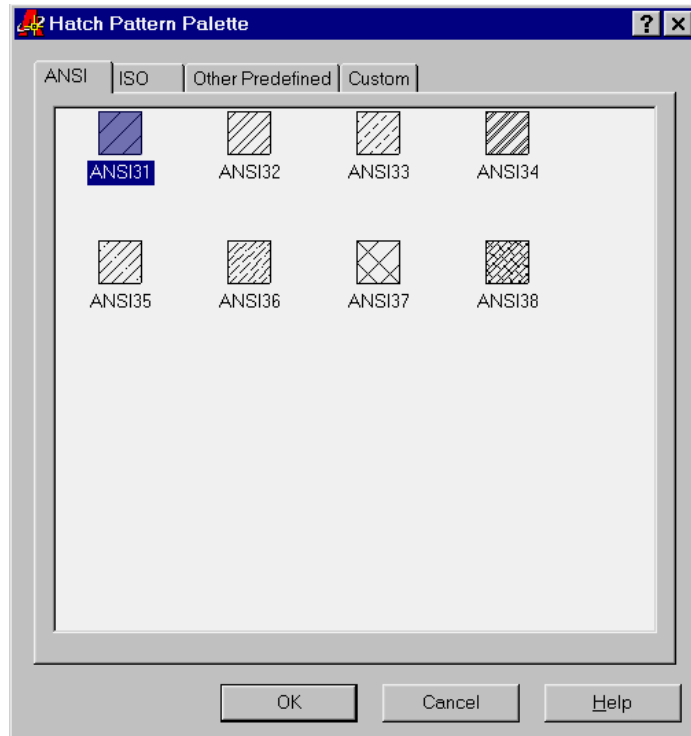 Hatch Pattern Palette
ANSI ISO Other Predefined Custom
ANSI31 ANSI32 ANSI33 ANSI34
ANSI35 ANSI36 ANSI37 ANSI38
OK Cancel Help